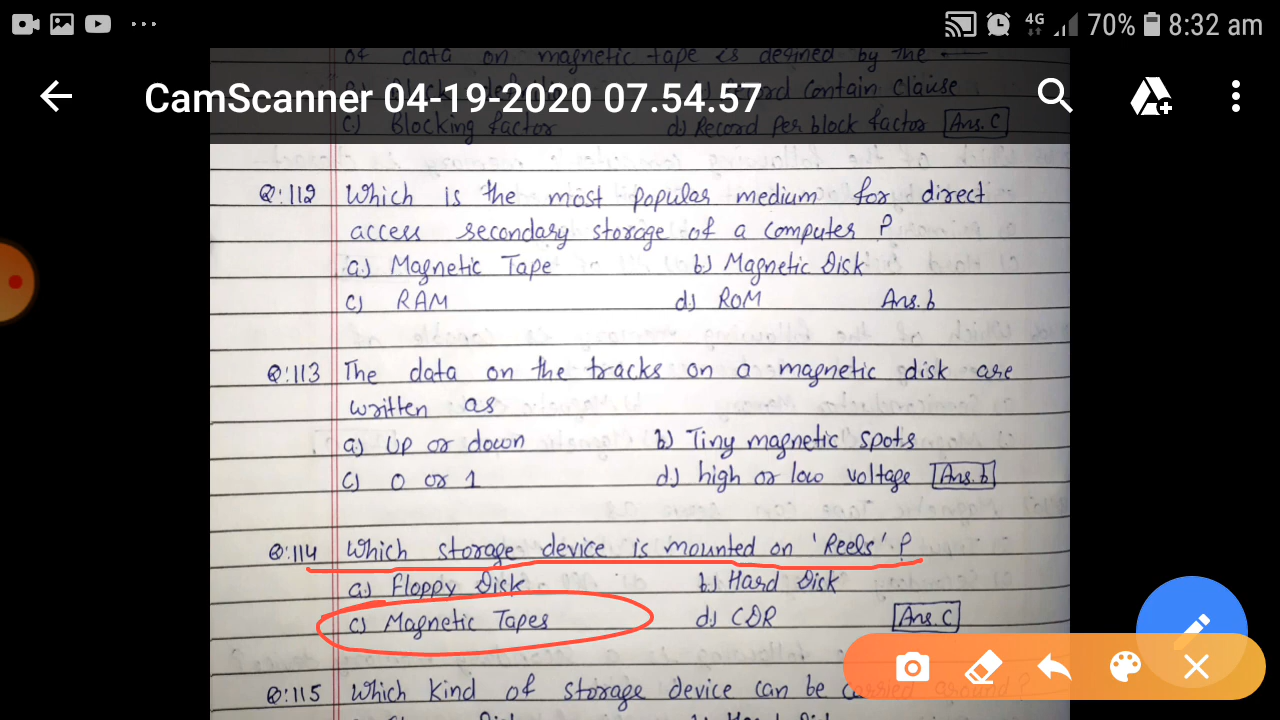 4G 70% 8:32 am
of data on magnetic tape is defined by the
CamScanner 04-19-2020 07.54.57
Contain Clause
c) Blocking factor d) Record Per block factor Ans. C
Q:112 Which is the most popular medium for direct
access secondary storage of a computer ?
a) Magnetic Tape b) Magnetic Disk
c) RAM d) ROM Ans. b
Q:113 The data on the tracks on a magnetic disk are
written as
a) Up or down b) Tiny magnetic spots
c) 0 or 1 d) high or low voltage Ans. b
Q:114 Which storage device is mounted on 'Reels' ?
a) Floppy Disk b) Hard Disk
c) Magnetic Tapes d) CDR Ans. C
Q:115 Which kind of storage device can be carried around ?